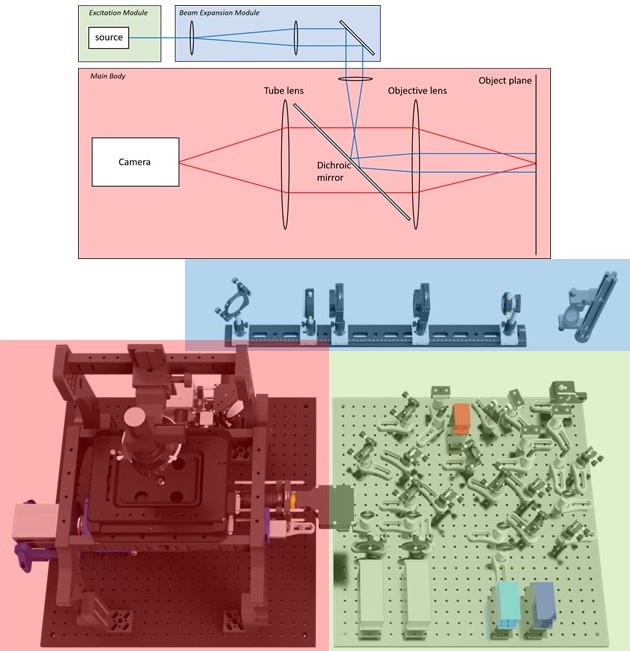 Excitation Module
Beam Expansion Module
source
Main Body
Tube lens
Objective lens
Object plane
Camera
Dichroic
mirror